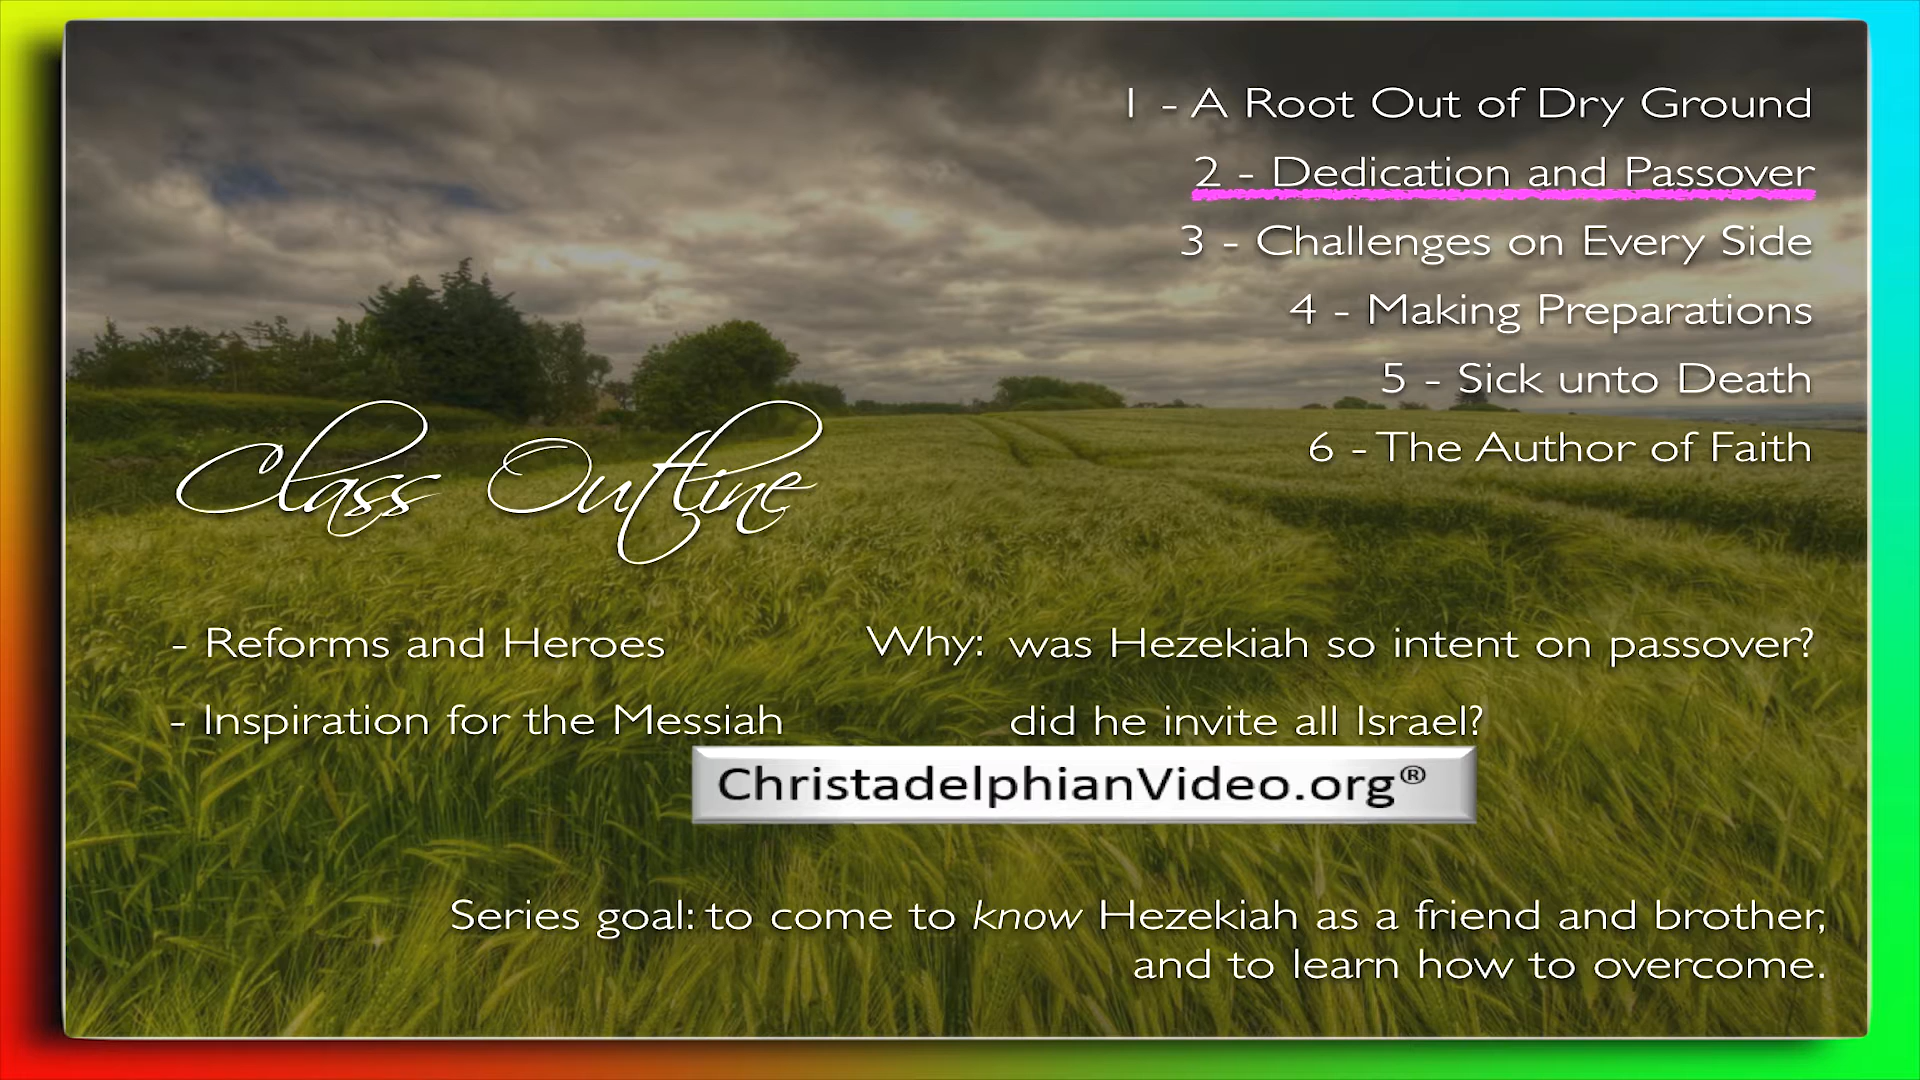 1 - A Root Out of Dry Ground
2 - Dedication and Passover
3 - Challenges on Every Side
4 - Making Preparations
5 - Sick unto Death
6 - The Author of Faith
Class Outline
- Reforms and Heroes
- Inspiration for the Messiah
Why: was Hezekiah so intent on passover?
did he invite all Israel?
ChristadelphianVideo.org®
Series goal: to come to know Hezekiah as a friend and brother,
and to learn how to overcome.